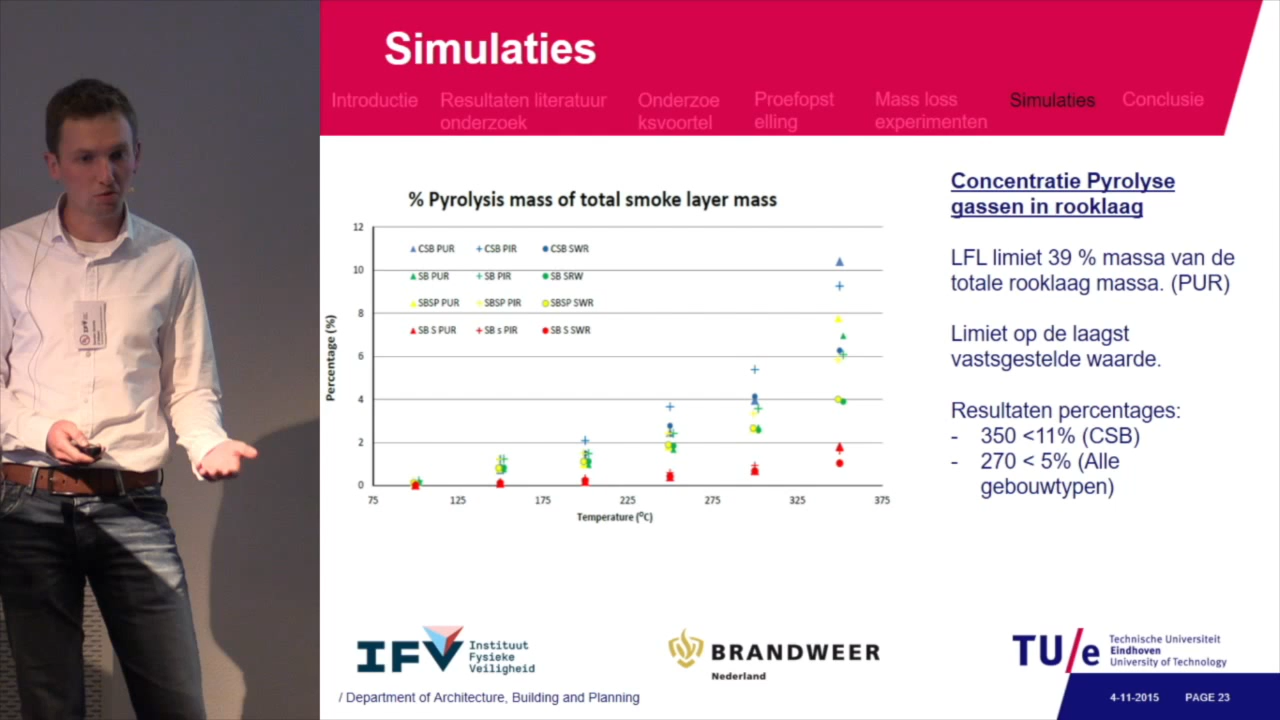 Simulaties
Introductie
Resultaten literatuur
onderzoek
Onderzoe
ksvoortel
Proefopst
elling
Mass loss
experimenten
Simulaties
Conclusie
% Pyrolysis mass of total smoke layer mass
12
10
8
6
4
2
0
Percentage (%)
CSB PUR CSB PIR CSB SWR
SB PUR SB PIR SB SRW
SBSP PUR SBSP PIR SBSP SWR
SB S PUR SB s PIR SB S SWR
75 125 175 225 275 325 375
Temperature (⁰C)
Concentratie Pyrolyse
gassen in rooklaag
LFL limiet 39 % massa van de
totale rooklaag massa. (PUR)
Limiet op de laagst
vastsgestelde waarde.
Resultaten percentages:
- 350 <11% (CSB)
- 270 < 5% (Alle
gebouwtypen)
IFV Instituut
Fysieke
Veiligheid
BRANDWEER
Nederland
TU/e Technische Universiteit
Eindhoven
University of Technology
/ Department of Architecture, Building and Planning
4-11-2015 PAGE 23